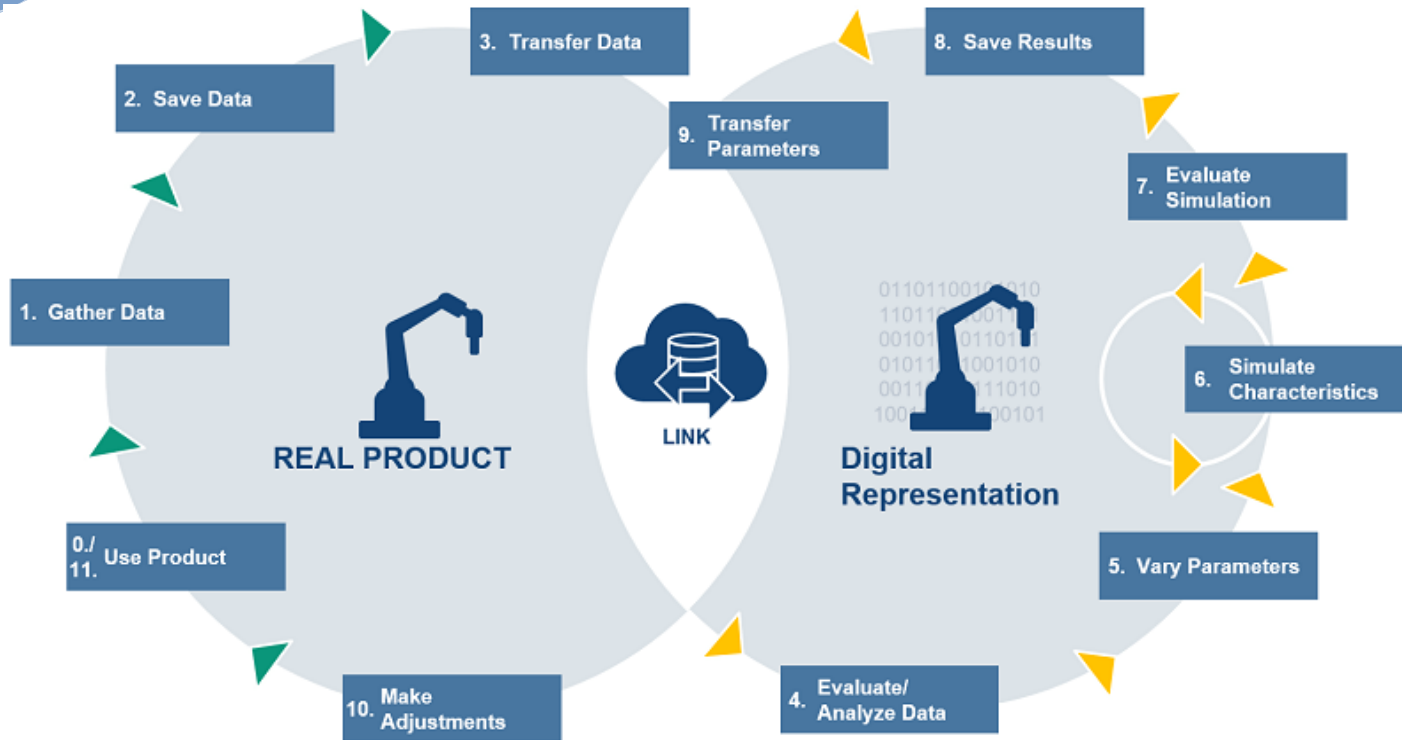 3. Transfer Data
8. Save Results
2. Save Data
9. Transfer
Parameters
7. Evaluate
Simulation
1. Gather Data
6. Simulate
Characteristics
LINK
REAL PRODUCT
Digital
Representation
0./
11. Use Product
5. Vary Parameters
10. Make
Adjustments
4. Evaluate/
Analyze Data